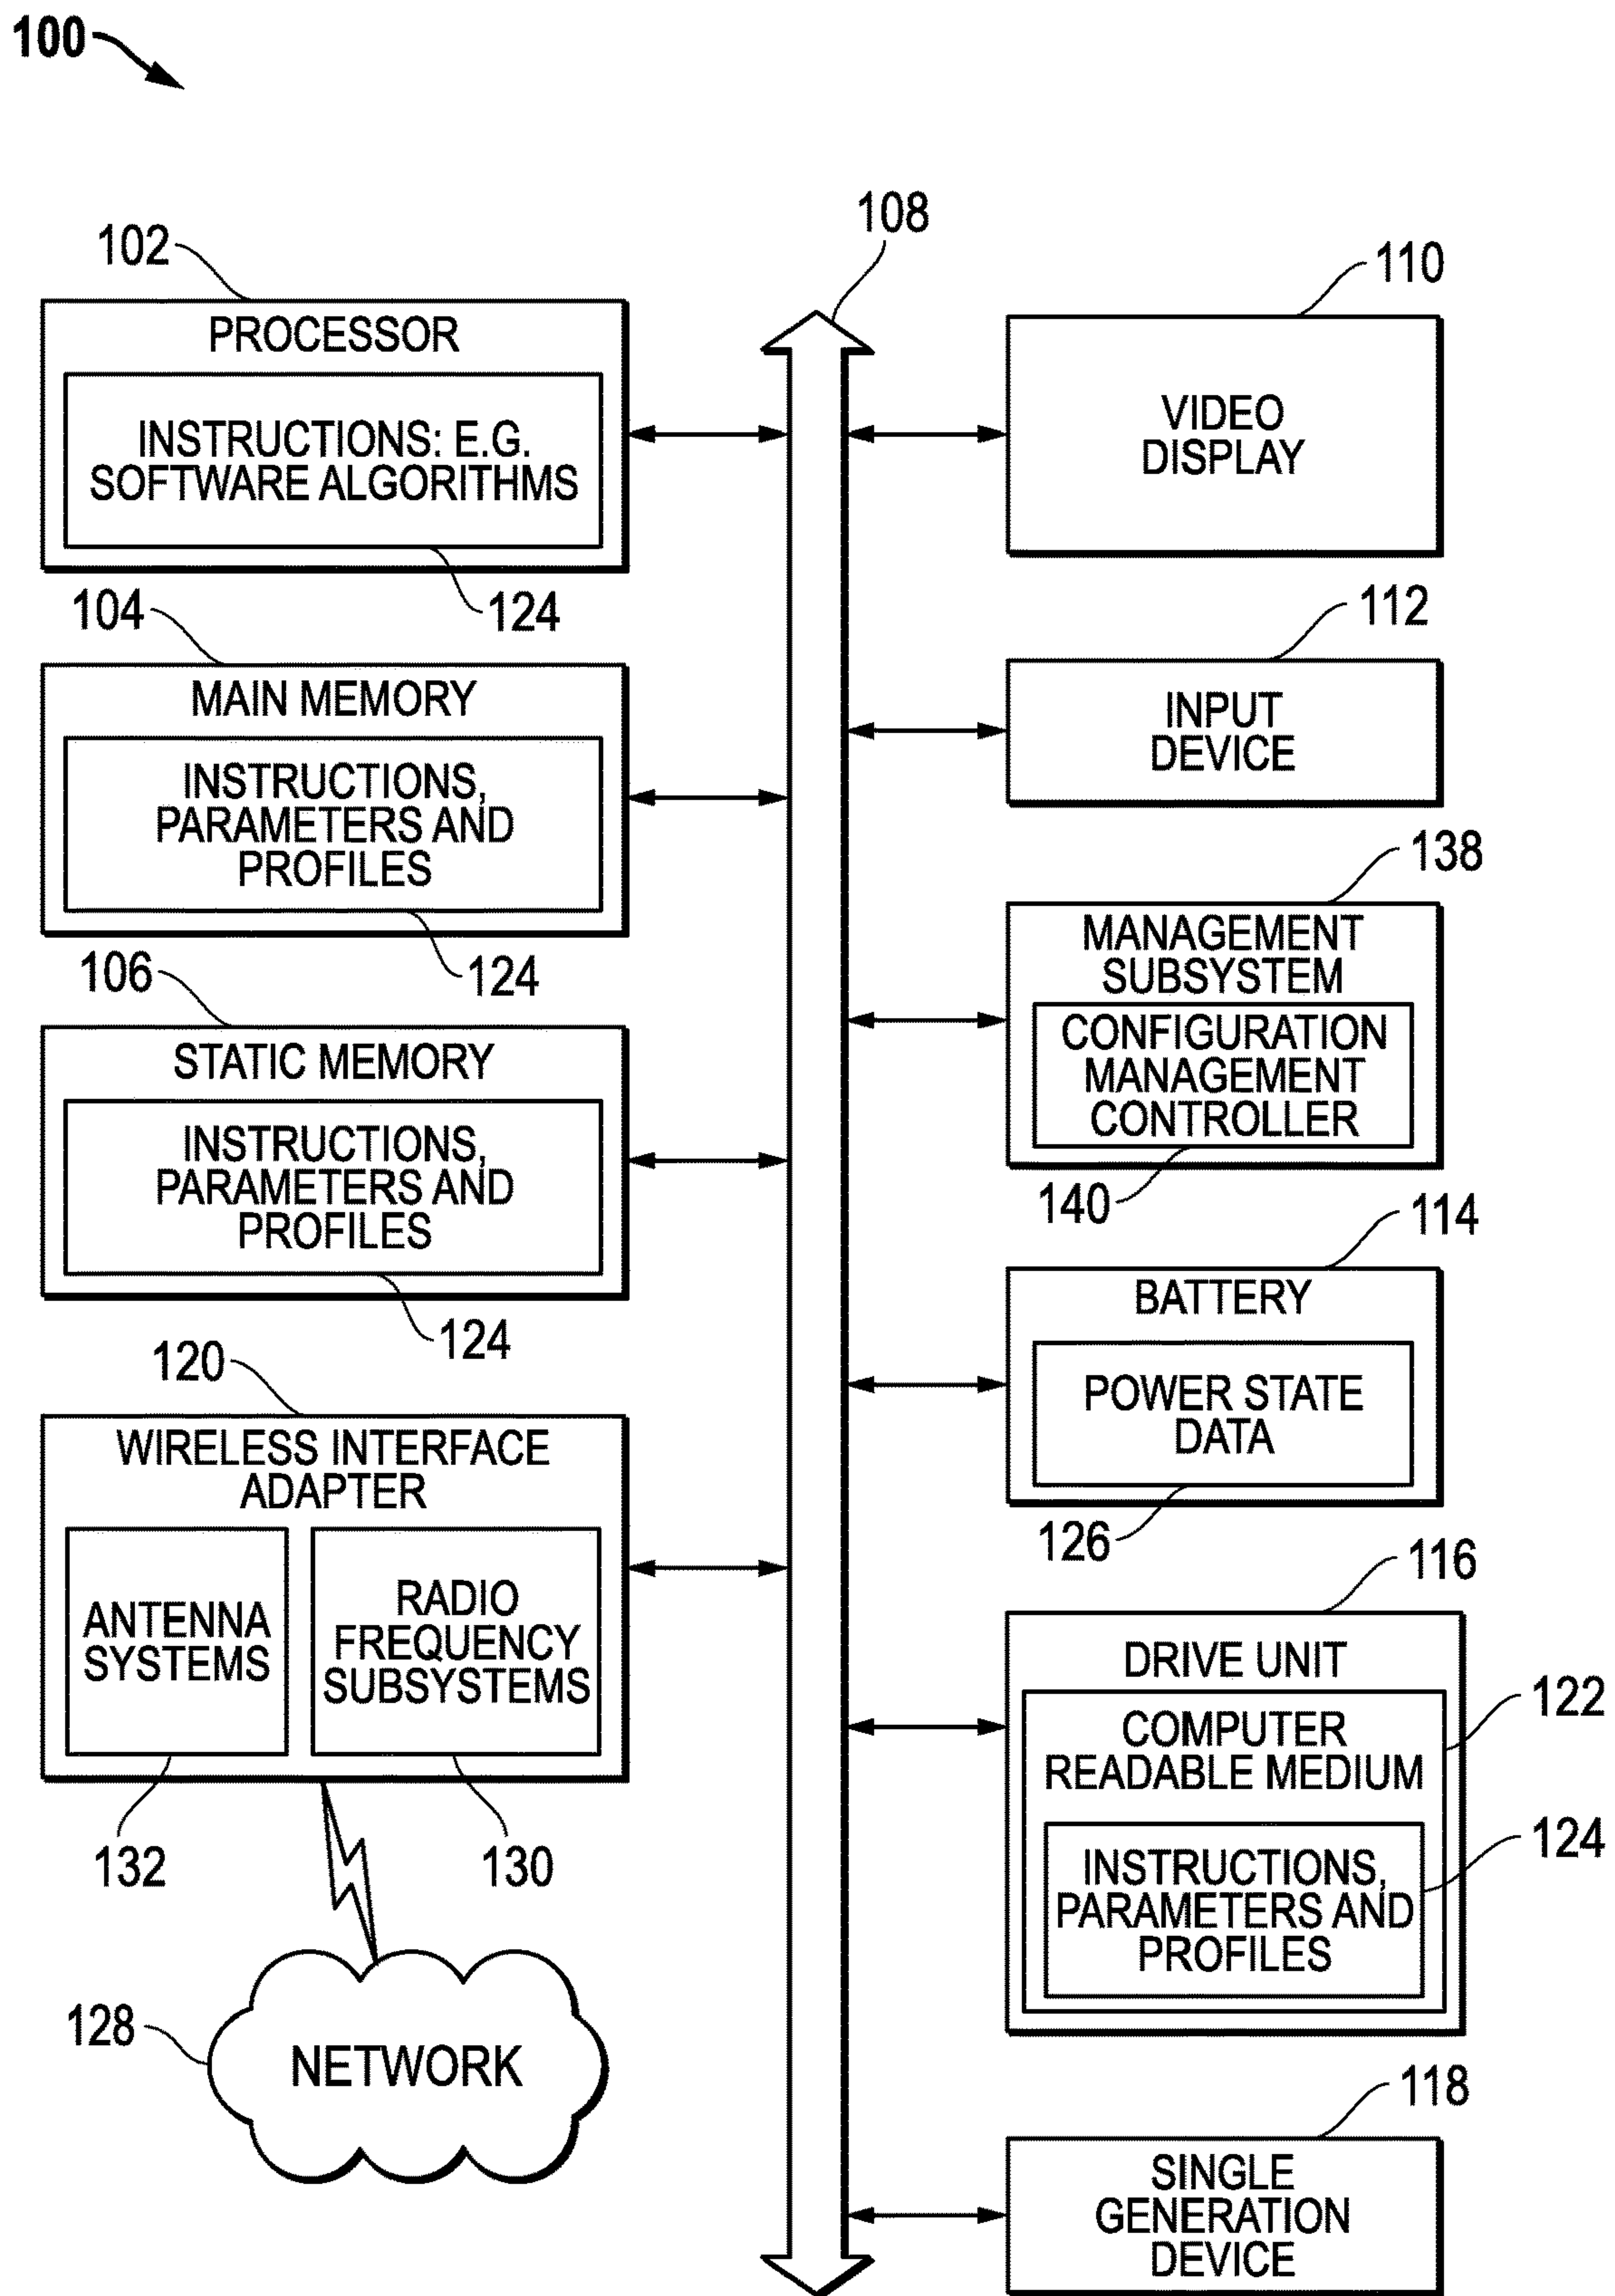 100
108
102
PROCESSOR
INSTRUCTIONS: E.G.
SOFTWARE ALGORITHMS
124
104
MAIN MEMORY
INSTRUCTIONS,
PARAMETERS AND
PROFILES
124
106
STATIC MEMORY
INSTRUCTIONS,
PARAMETERS AND
PROFILES
124
120
WIRELESS INTERFACE
ADAPTER
ANTENNA
SYSTEMS
RADIO
FREQUENCY
SUBSYSTEMS
132
130
128
NETWORK
110
VIDEO
DISPLAY
112
INPUT
DEVICE
138
MANAGEMENT
SUBSYSTEM
CONFIGURATION
MANAGEMENT
CONTROLLER
140
114
BATTERY
POWER STATE
DATA
126
116
DRIVE UNIT
122
COMPUTER
READABLE MEDIUM
124
INSTRUCTIONS,
PARAMETERS AND
PROFILES
118
SINGLE
GENERATION
DEVICE